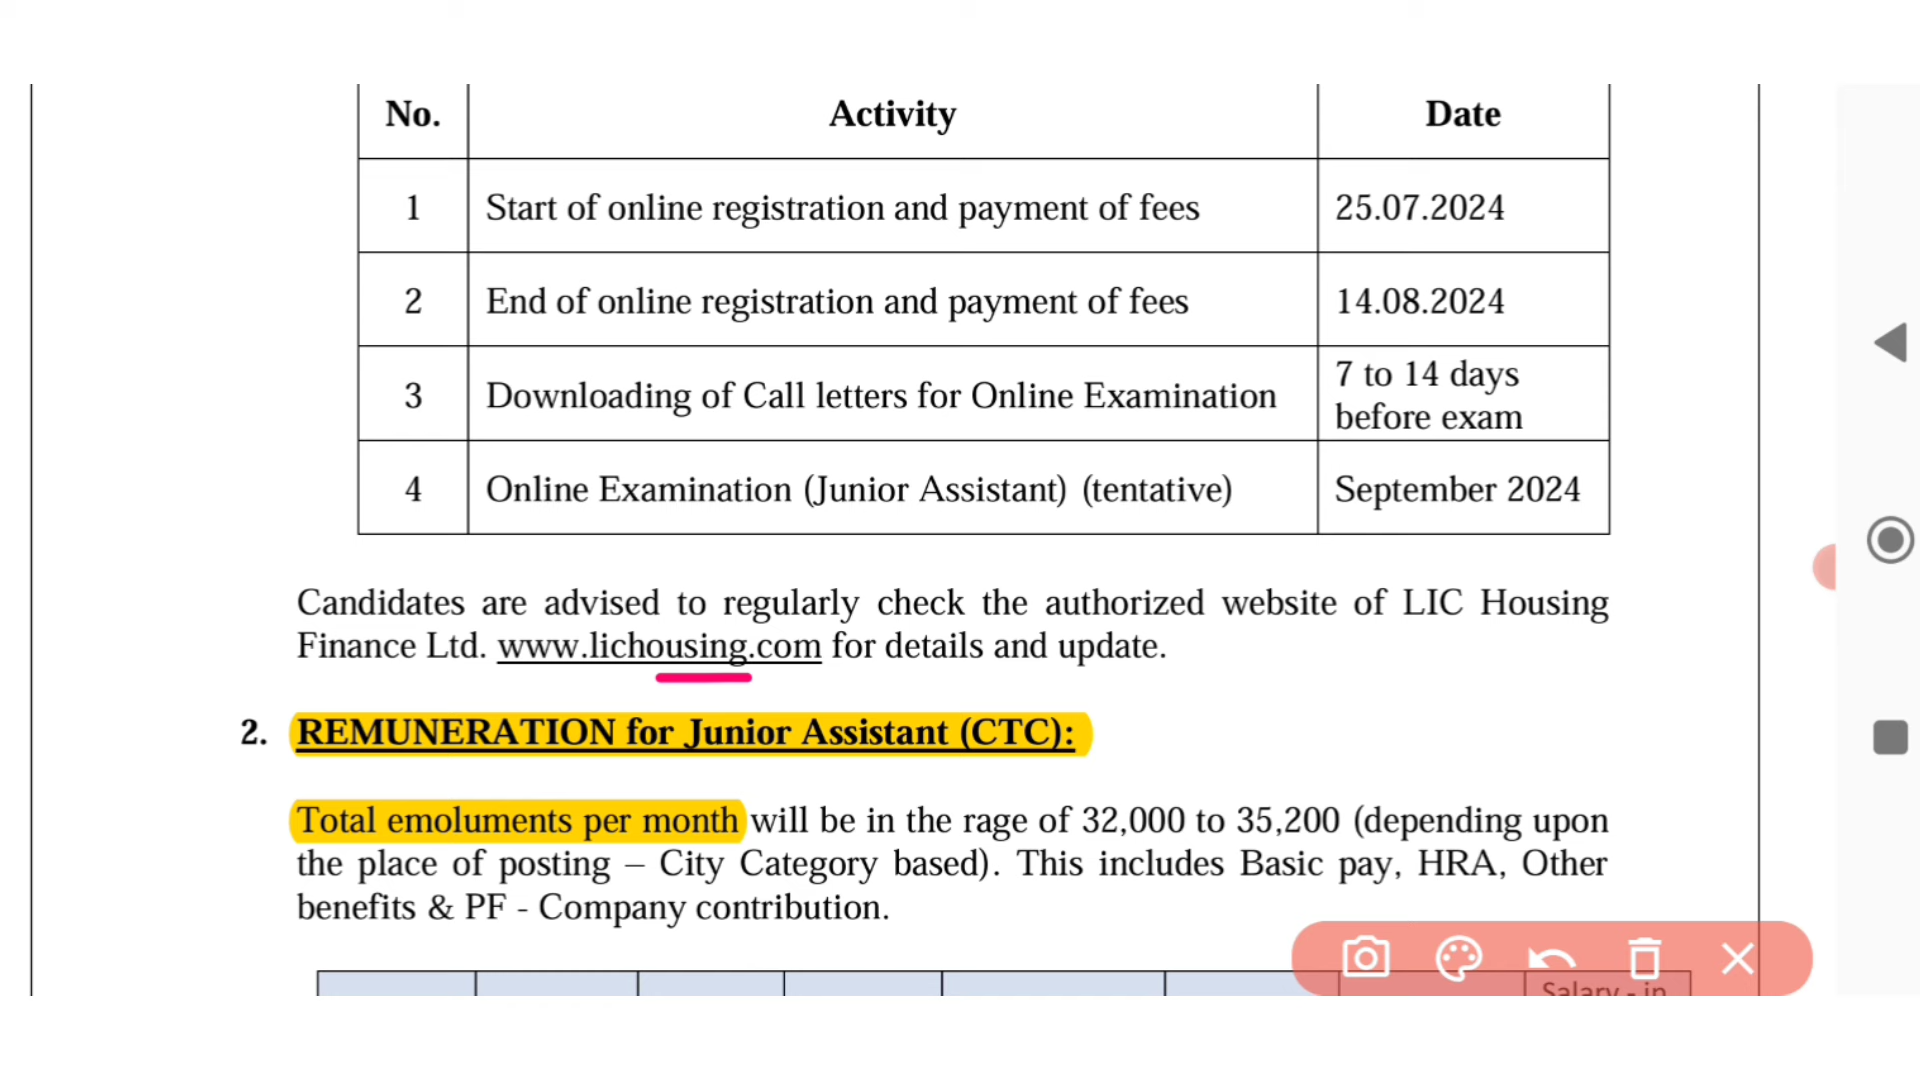 No. Activity Date
1 Start of online registration and payment of fees 25.07.2024
2 End of online registration and payment of fees 14.08.2024
3 Downloading of Call letters for Online Examination 7 to 14 days
before exam
4 Online Examination (Junior Assistant) (tentative) September 2024
Candidates are advised to regularly check the authorized website of LIC Housing
Finance Ltd. www.lichousing.com for details and update.
2. REMUNERATION for Junior Assistant (CTC):
Total emoluments per month will be in the rage of 32,000 to 35,200 (depending upon
the place of posting – City Category based). This includes Basic pay, HRA, Other
benefits & PF - Company contribution.
Salary - in